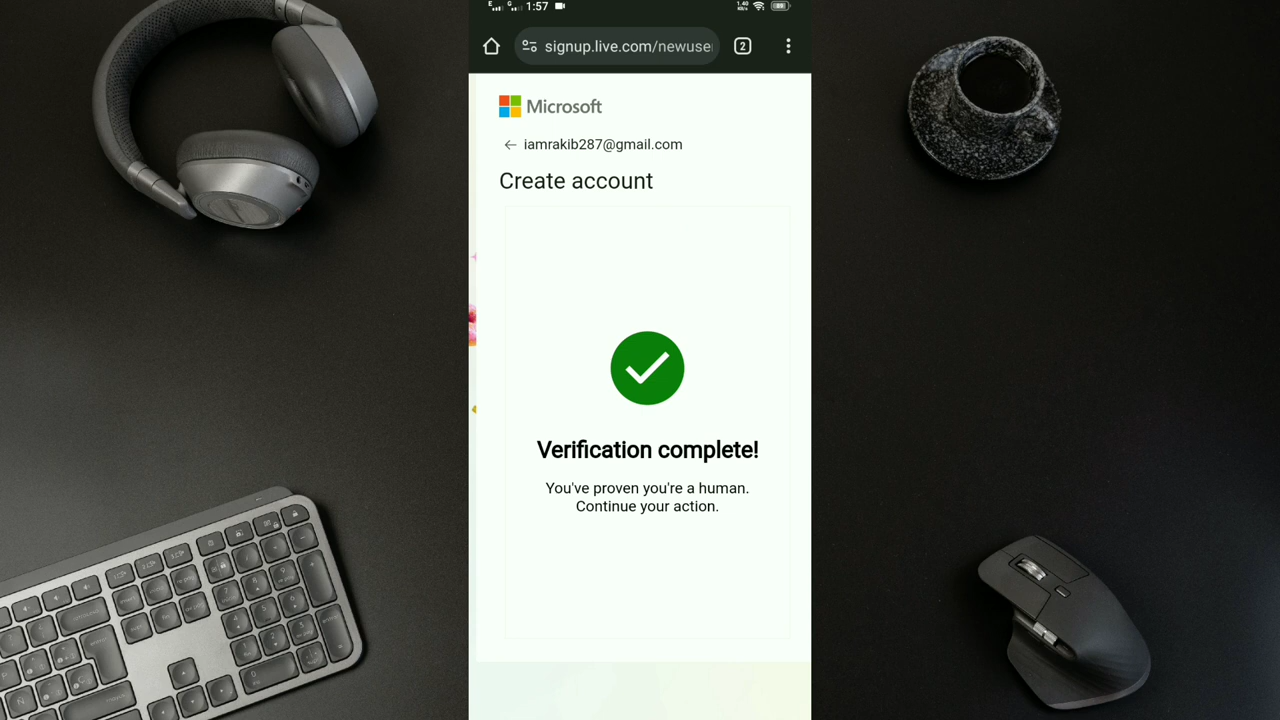 1:57
signup.live.com/newuse
2
Microsoft
← iamrakib287@gmail.com
Create account
Verification complete!
You've proven you're a human.
Continue your action.